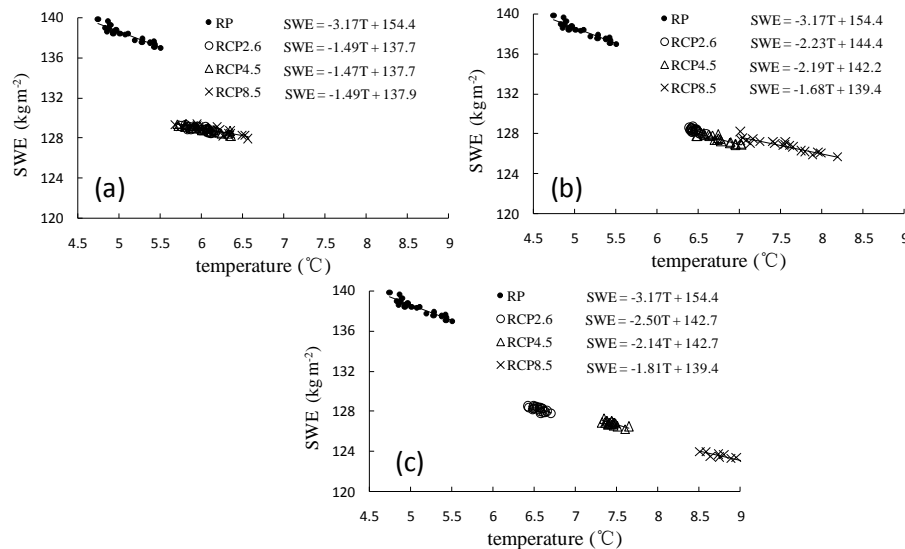 140
136
132
128
124
120
SWE (kg m-2)
RP SWE = -3.17T + 154.4
RCP2.6 SWE = -1.49T + 137.7
RCP4.5 SWE = -1.47T + 137.7
RCP8.5 SWE = -1.49T + 137.9
(a)
4.5 5 5.5 6 6.5 7 7.5 8 8.5 9
temperature (℃)
140
136
132
128
124
120
SWE (kg m-2)
RP SWE = -3.17T + 154.4
RCP2.6 SWE = -2.23T + 144.4
RCP4.5 SWE = -2.19T + 142.2
RCP8.5 SWE = -1.68T + 139.4
(b)
4.5 5 5.5 6 6.5 7 7.5 8 8.5 9
temperature (℃)
140
136
132
128
124
120
SWE (kg m-2)
RP SWE = -3.17T + 154.4
RCP2.6 SWE = -2.50T + 142.7
RCP4.5 SWE = -2.14T + 142.7
RCP8.5 SWE = -1.81T + 139.4
(c)
4.5 5 5.5 6 6.5 7 7.5 8 8.5 9
temperature (℃)